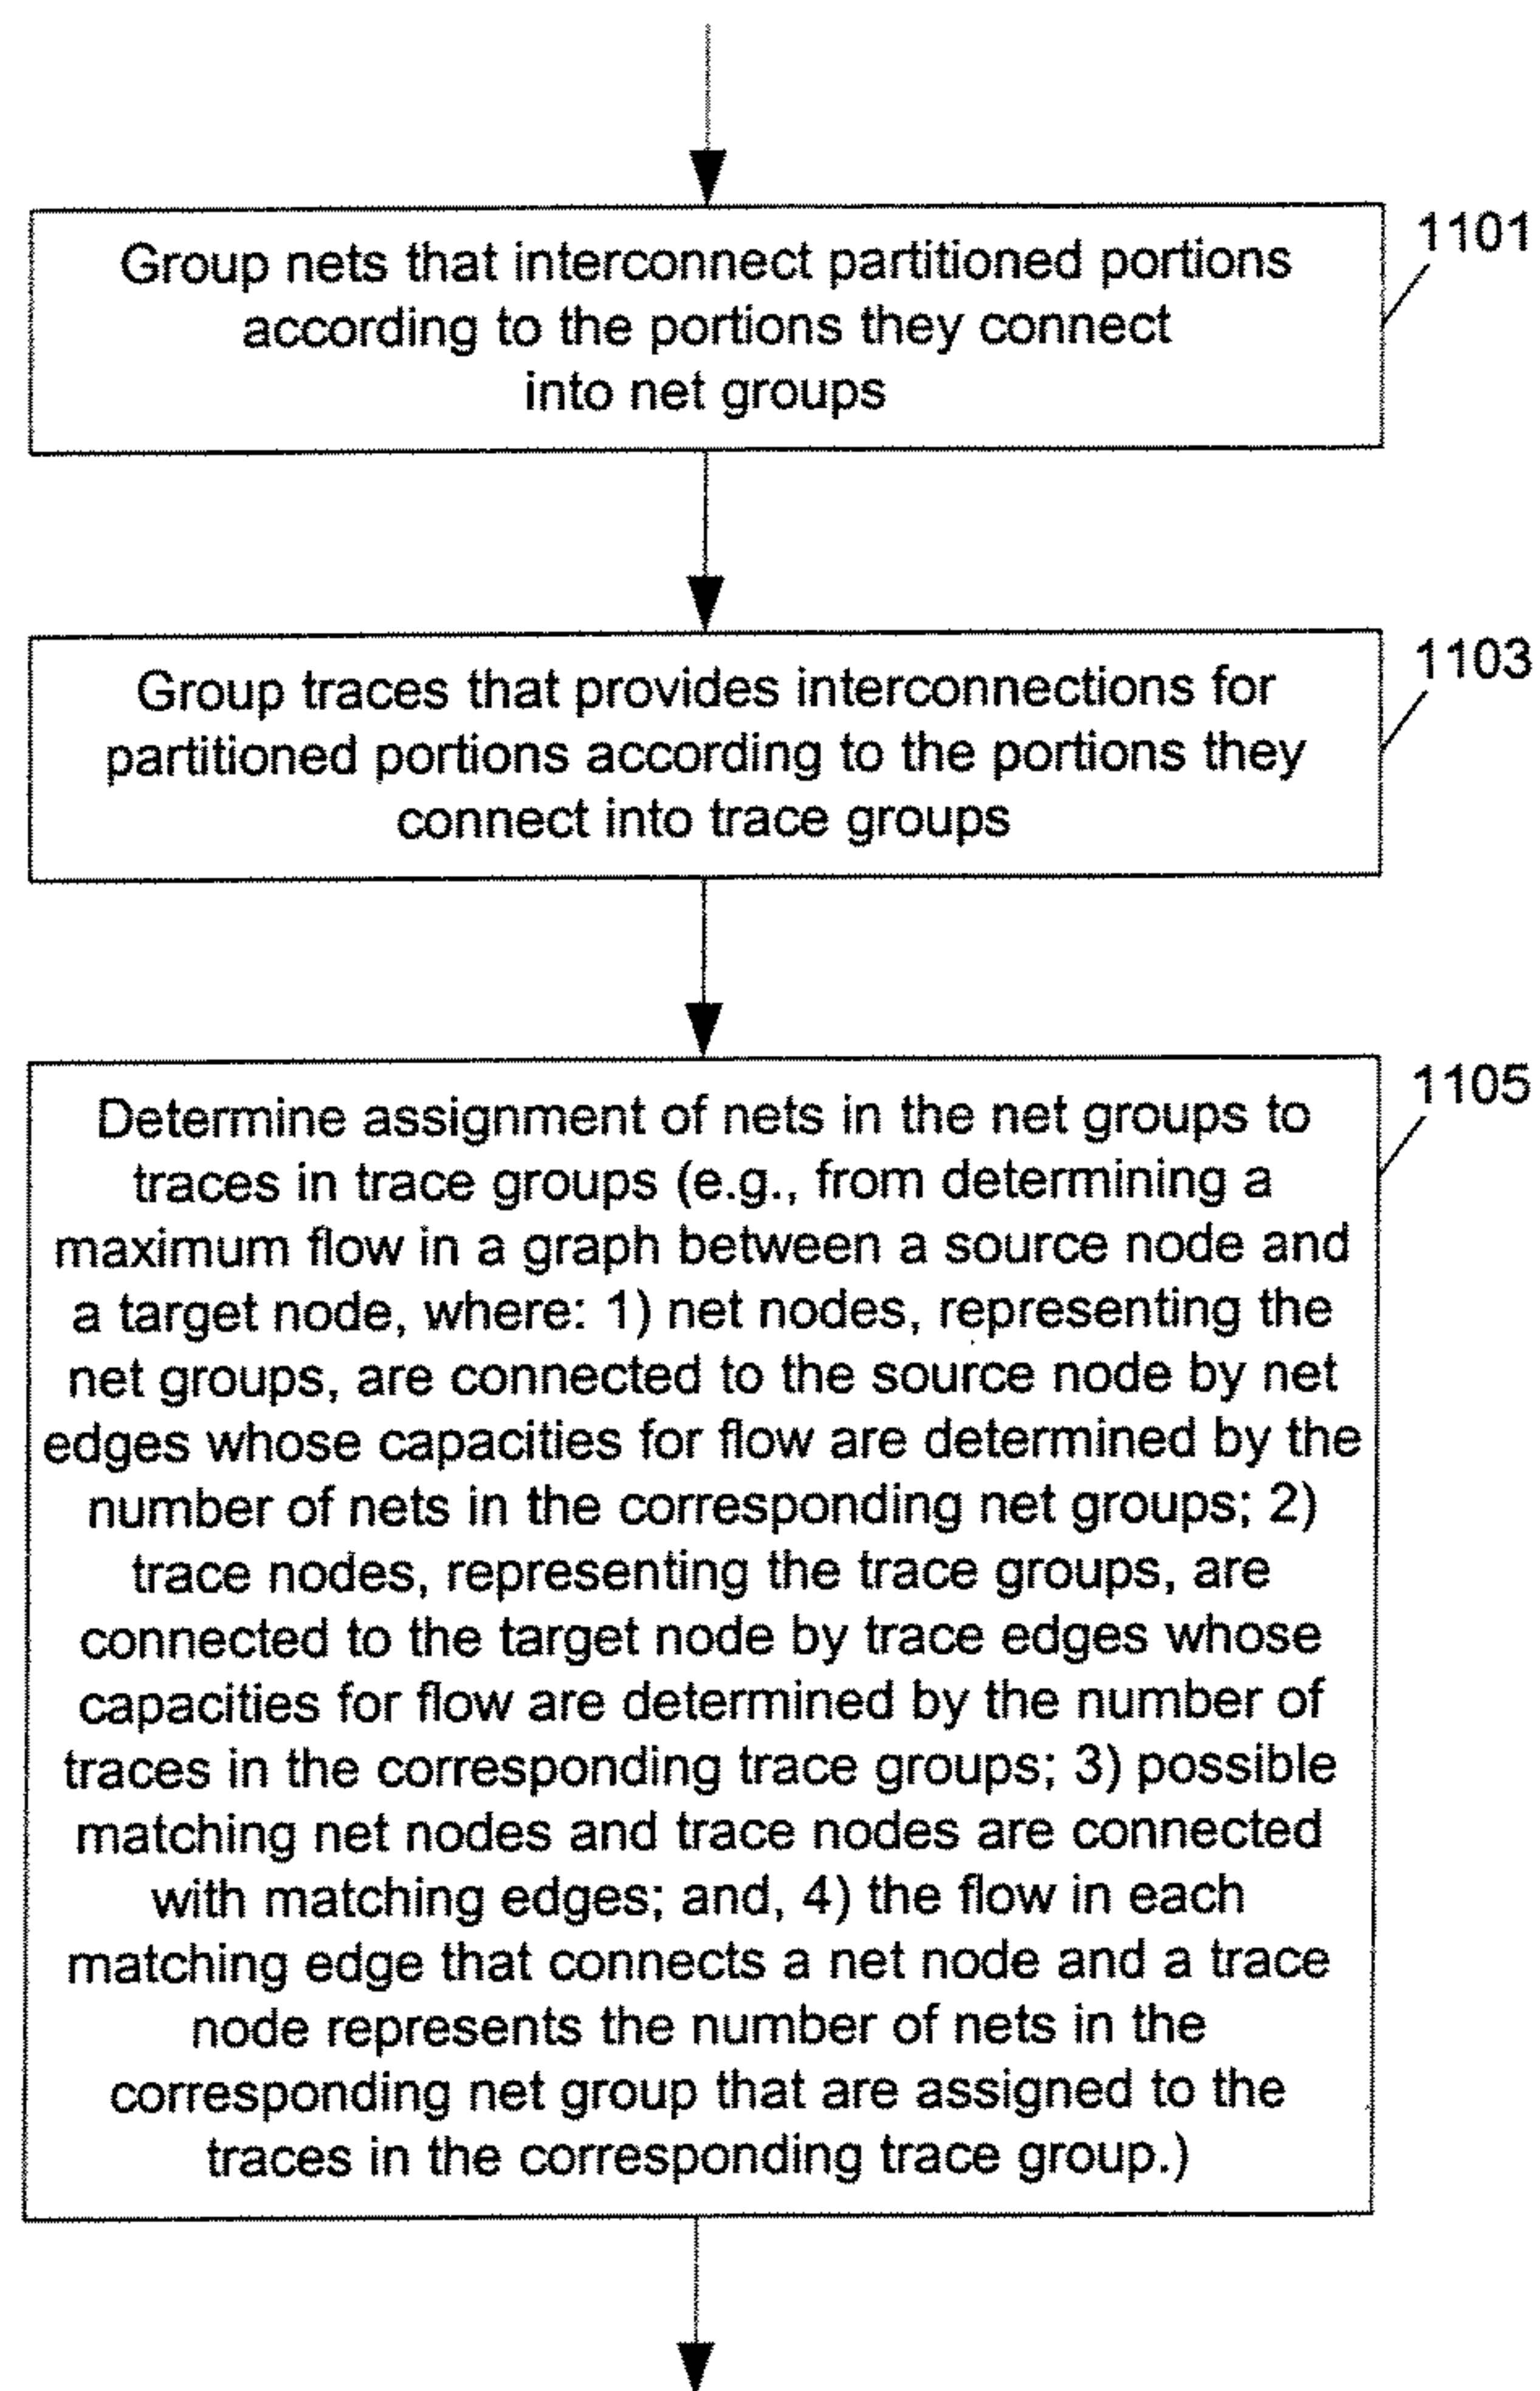 Group nets that interconnect partitioned portions
according to the portions they connect
into net groups
1101
Group traces that provides interconnections for
partitioned portions according to the portions they
connect into trace groups
1103
Determine assignment of nets in the net groups to
traces in trace groups (e.g., from determining a
maximum flow in a graph between a source node and
a target node, where: 1) net nodes, representing the
net groups, are connected to the source node by net
edges whose capacities for flow are determined by the
number of nets in the corresponding net groups; 2)
trace nodes, representing the trace groups, are
connected to the target node by trace edges whose
capacities for flow are determined by the number of
traces in the corresponding trace groups; 3) possible
matching net nodes and trace nodes are connected
with matching edges; and, 4) the flow in each
matching edge that connects a net node and a trace
node represents the number of nets in the
corresponding net group that are assigned to the
traces in the corresponding trace group.)
1105